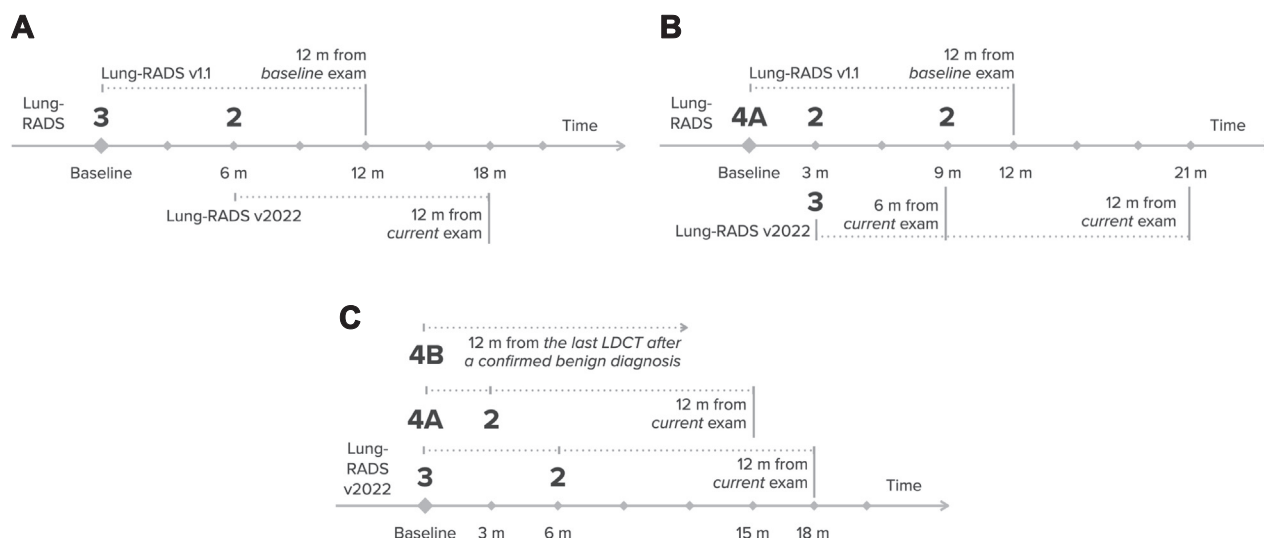 A
12 m from
Lung-RADS v1.1
baseline exam
Lung-
RADS
3
2
Time
Baseline
6 m
12 m
18 m
Lung-RADS v2022
12 m from
current exam
B
12 m from
Lung-RADS v1.1
baseline exam
Lung-
RADS
4A
2
2
Time
Baseline
3 m
9 m
12 m
21 m
3
6 m from
current exam
12 m from
current exam
Lung-RADS v2022
C
4B
12 m from the last LDCT after
a confirmed benign diagnosis
4A
2
12 m from
current exam
Lung-
RADS
v2022
3
2
12 m from
current exam
Time
Baseline
3 m
6 m
15 m
18 m